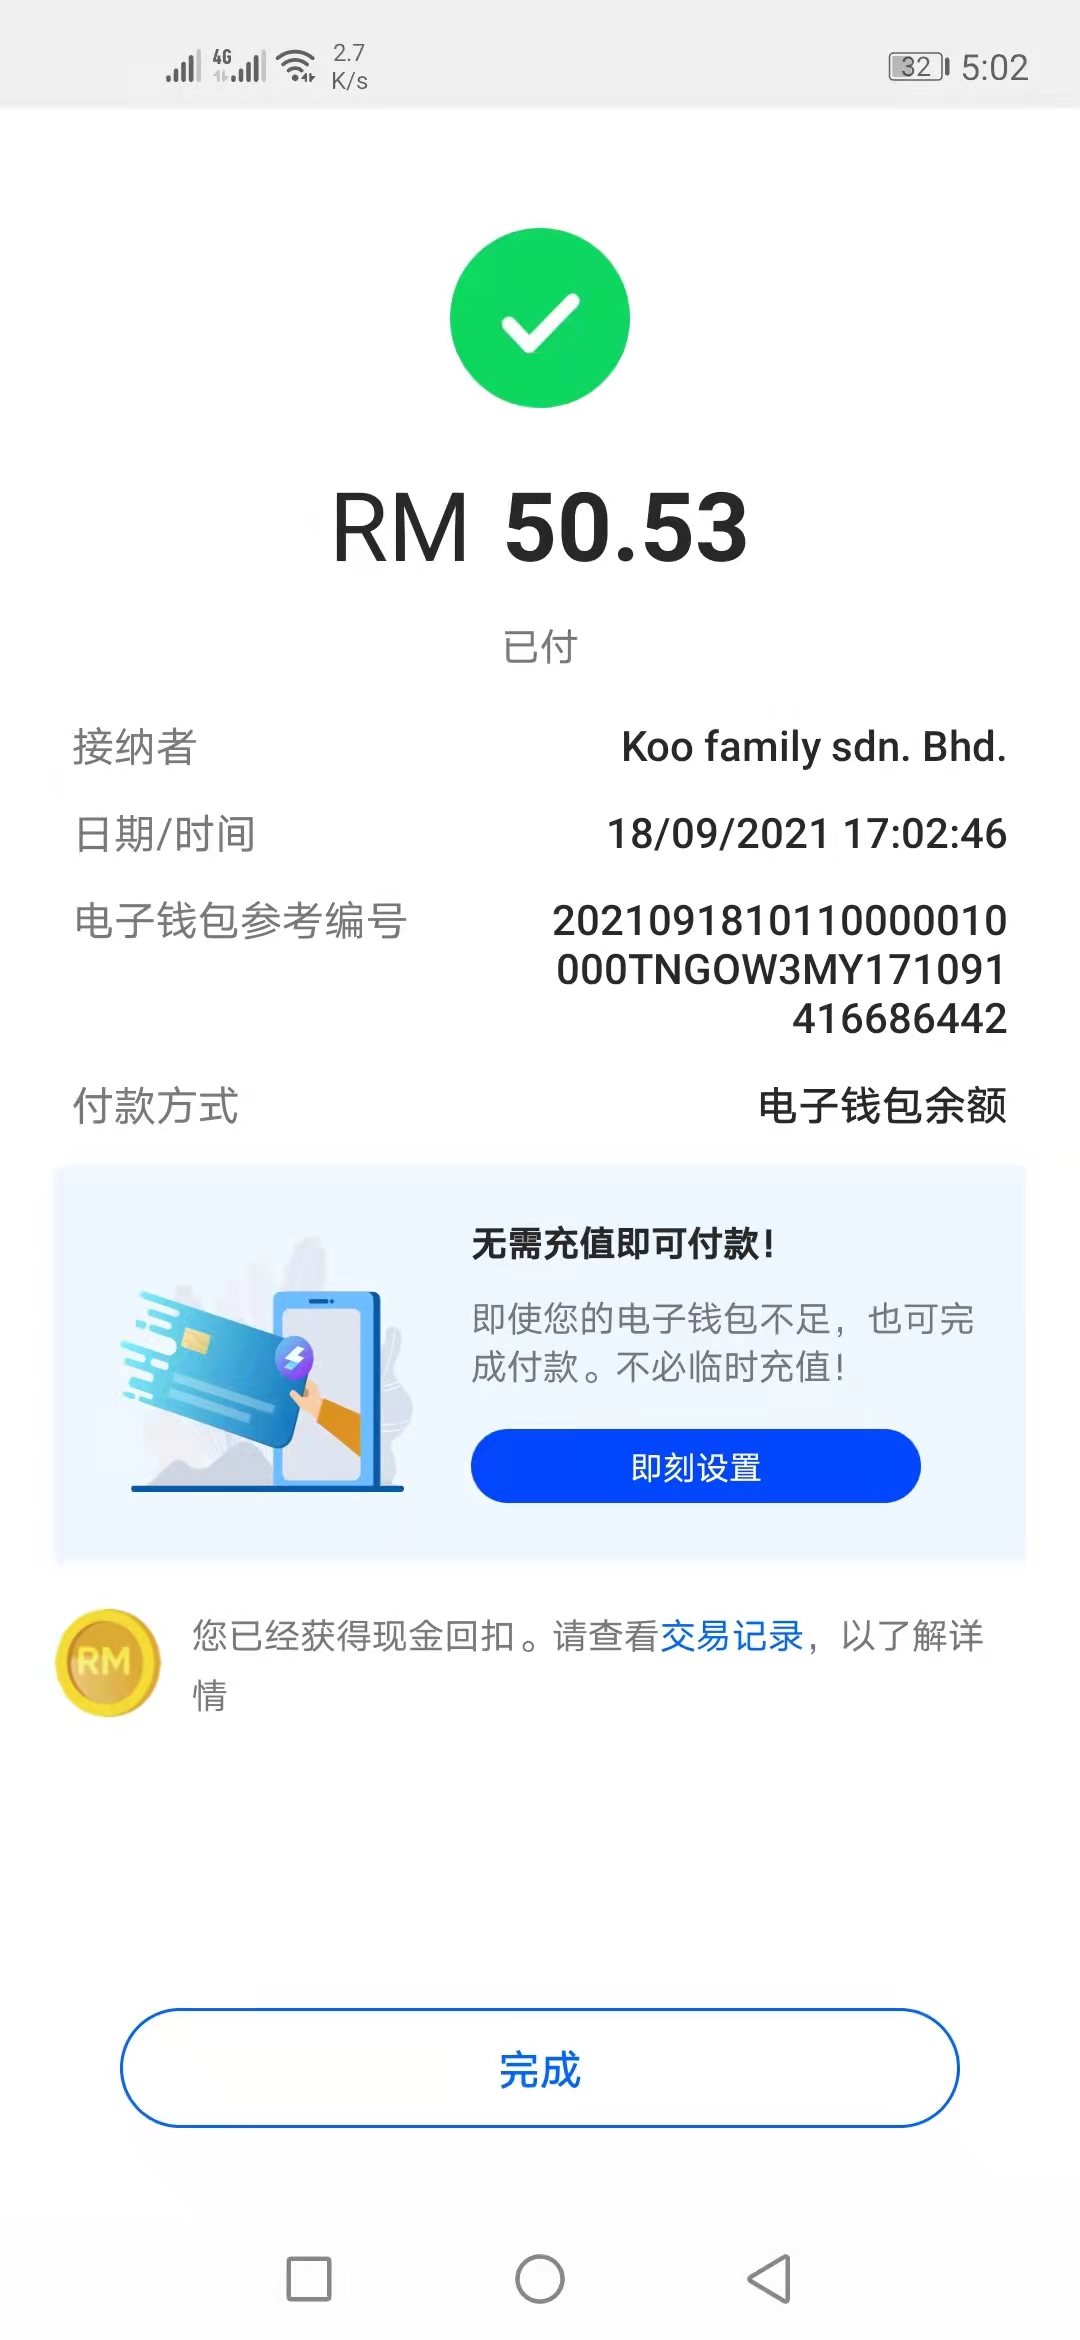 4G
2.7
K/s
32
5:02
RM 50.53
已付
接纳者
Koo family sdn. Bhd.
日期/时间
18/09/2021 17:02:46
电子钱包参考编号
2021091810110000010
000TNGOW3MY171091
416686442
付款方式
电子钱包余额
无需充值即可付款!
即使您的电子钱包不足，也可完
成付款。不必临时充值!
即刻设置
RM
您已经获得现金回扣。请查看交易记录，以了解详
情
完成